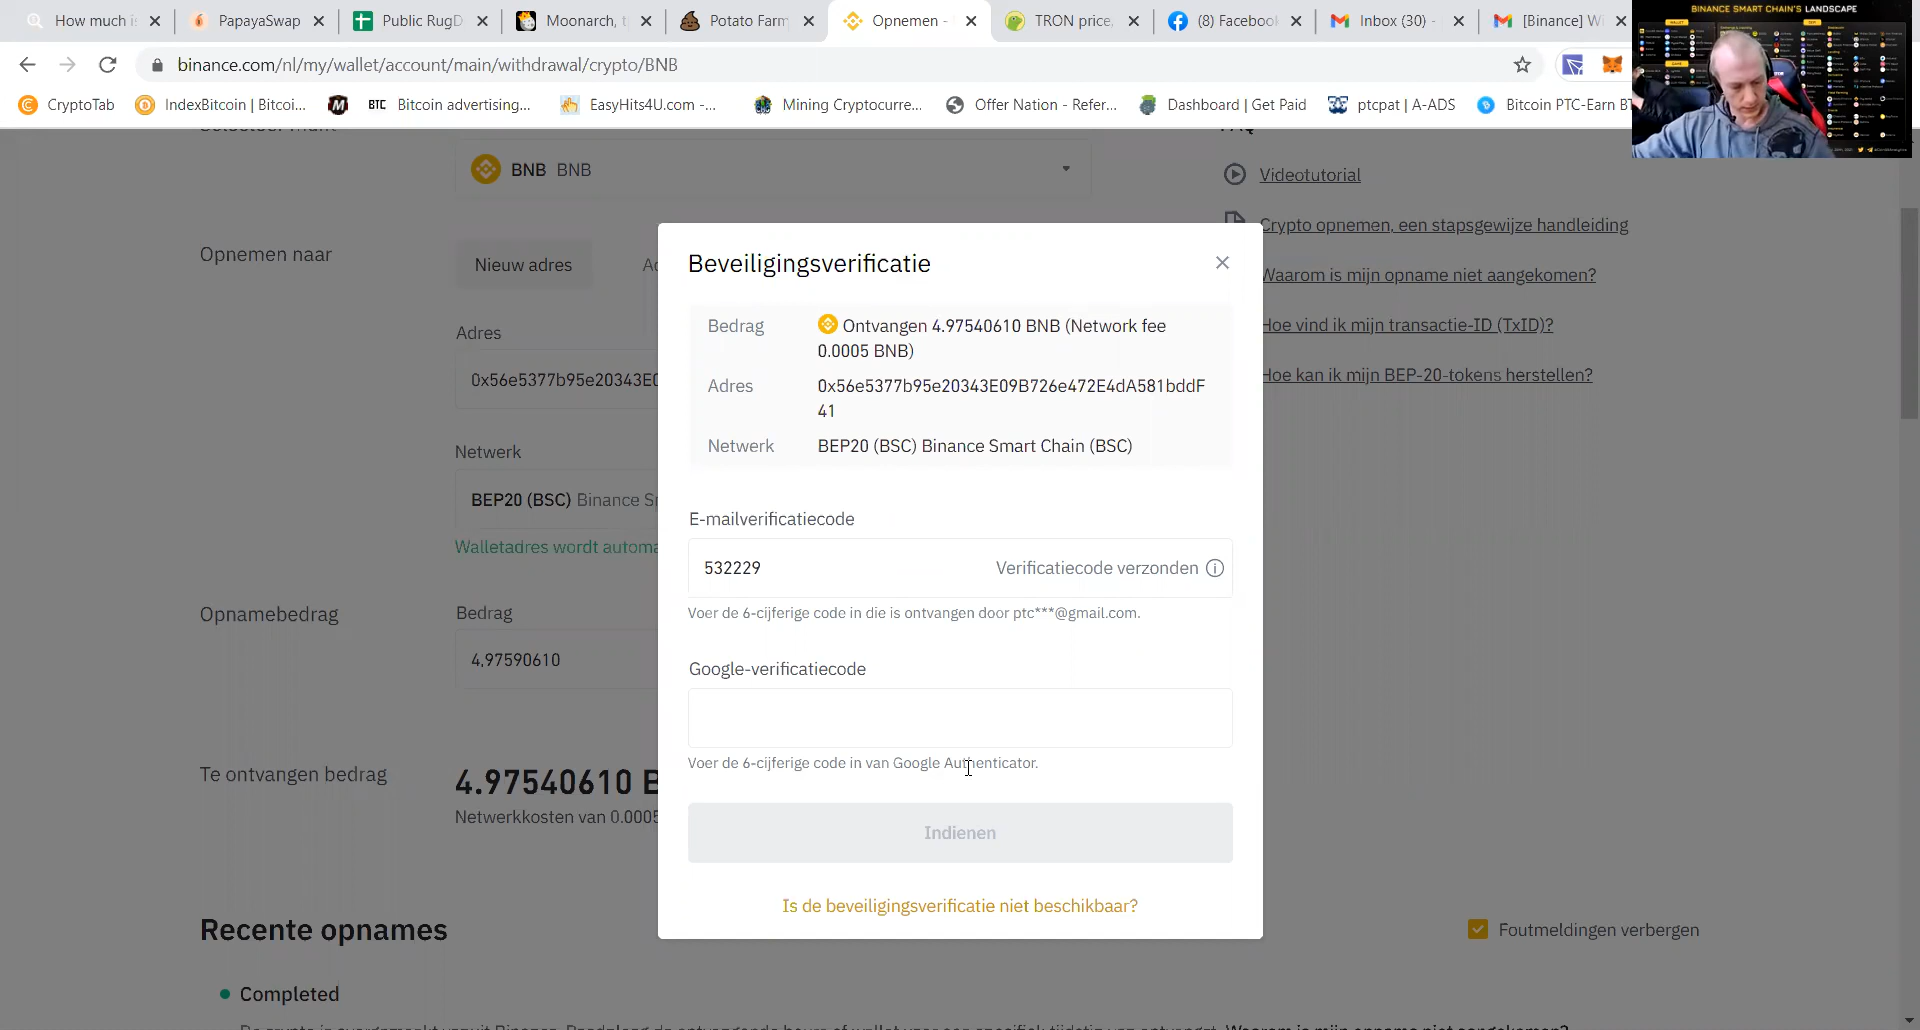 How much is
PapayaSwap
Public RugD
Moonarch, t
Potato Farm
Opnemen -
TRON price,
(8) Facebook
Inbox (30) -
[Binance] Wi
BINANCE SMART CHAIN'S LANDSCAPE
binance.com/nl/my/wallet/account/main/withdrawal/crypto/BNB
CryptoTab
IndexBitcoin | Bitcoi...
BTC Bitcoin advertising...
EasyHits4U.com -...
Mining Cryptocurre...
Offer Nation - Refer...
Dashboard | Get Paid
ptcpat | A-ADS
Bitcoin PTC-Earn BT
BNB BNB
Videotutorial
Crypto opnemen, een stapsgewijze handleiding
Waarom is mijn opname niet aangekomen?
Hoe vind ik mijn transactie-ID (TxID)?
Hoe kan ik mijn BEP-20-tokens herstellen?
Opnemen naar
Nieuw adres
Adres
0x56e5377b95e20343E0
Netwerk
BEP20 (BSC) Binance S
Walletadres wordt automa
Opnamebedrag
Bedrag
4,97590610
Te ontvangen bedrag
4.97540610 B
Netwerkkosten van 0.0005
Beveiligingsverificatie
Bedrag
Ontvangen 4.97540610 BNB (Network fee
0.0005 BNB)
Adres
0x56e5377b95e20343E09B726e472E4dA581bddF
41
Netwerk
BEP20 (BSC) Binance Smart Chain (BSC)
E-mailverificatiecode
532229
Verificatiecode verzonden
Voer de 6-cijferige code in die is ontvangen door ptc***@gmail.com.
Google-verificatiecode
Voer de 6-cijferige code in van Google Authenticator.
Indienen
Is de beveiligingsverificatie niet beschikbaar?
Recente opnames
Foutmeldingen verbergen
Completed